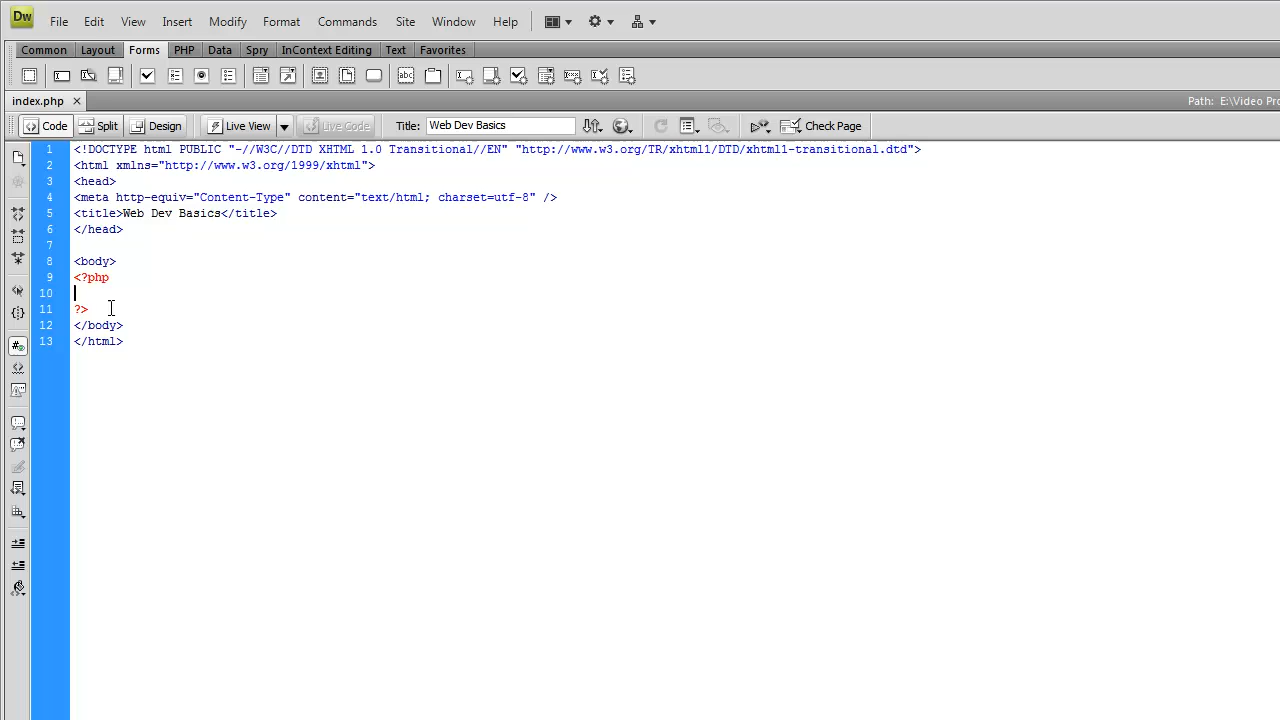 Dw File Edit View Insert Modify Format Commands Site Window Help
Common Layout Forms PHP Data Spry InContext Editing Text Favorites
abc
index.php Path: E:\Video Pro
Code Split Design Live View Live Code Title: Web Dev Basics Check Page
1 <!DOCTYPE html PUBLIC "-//W3C//DTD XHTML 1.0 Transitional//EN" "http://www.w3.org/TR/xhtml1/DTD/xhtml1-transitional.dtd">
2 <html xmlns="http://www.w3.org/1999/xhtml">
3 <head>
4 <meta http-equiv="Content-Type" content="text/html; charset=utf-8" />
5 <title>Web Dev Basics</title>
6 </head>
7
8 <body>
9 <?php
10
11 ?>
12 </body>
13 </html>